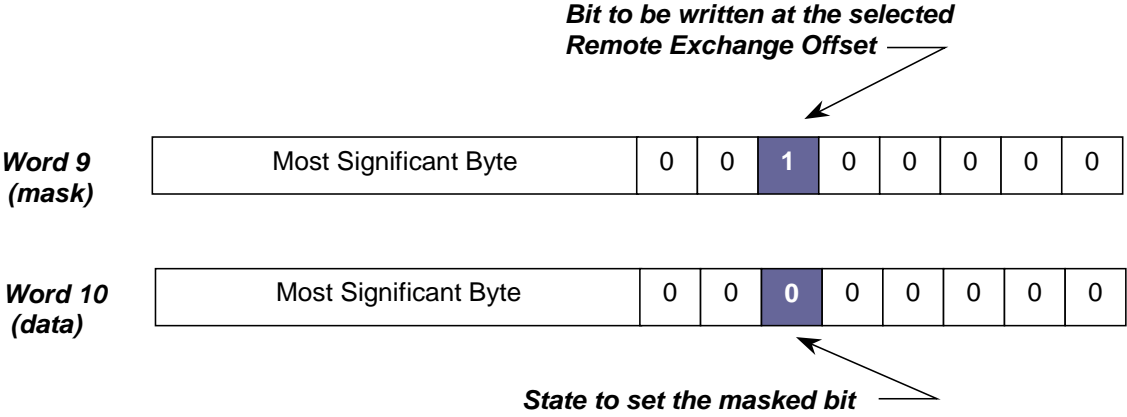 Bit to be written at the selected
Remote Exchange Offset
Word 9
(mask)
Most Significant Byte 0 0 1 0 0 0 0 0
Word 10
(data)
Most Significant Byte 0 0 0 0 0 0 0 0
State to set the masked bit